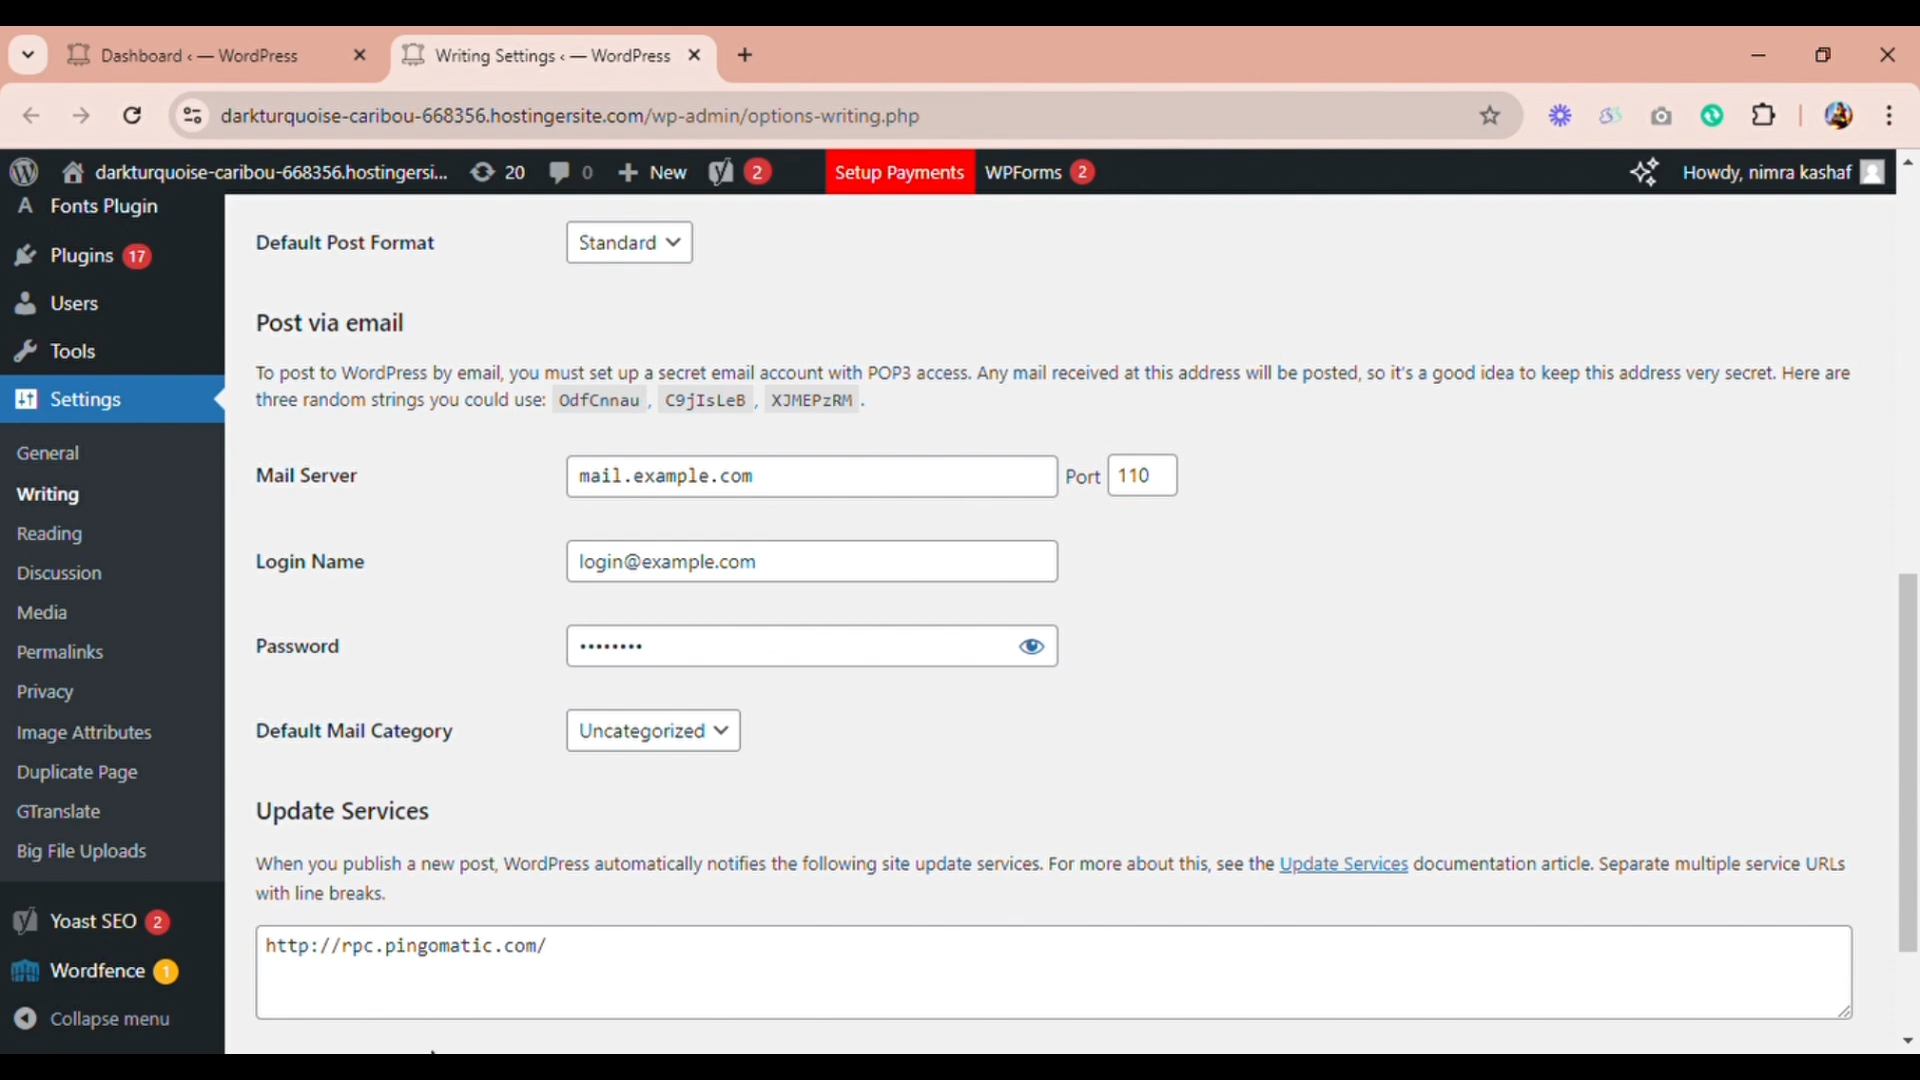 Dashboard ‹ — WordPress
Writing Settings ‹ — WordPress
darkturquoise-caribou-668356.hostingersite.com/wp-admin/options-writing.php
darkturquoise-caribou-668356.hostingersi... 20 0 New 2 Setup Payments WPForms 2 Howdy, nimra kashaf
Fonts Plugin
Plugins 17
Users
Tools
Settings
General
Writing
Reading
Discussion
Media
Permalinks
Privacy
Image Attributes
Duplicate Page
GTranslate
Big File Uploads
Yoast SEO 2
Wordfence 1
Collapse menu
Default Post Format Standard
Post via email
To post to WordPress by email, you must set up a secret email account with POP3 access. Any mail received at this address will be posted, so it's a good idea to keep this address very secret. Here are
three random strings you could use: OdfCnnau , C9jIsLeB , XJMEPzRM .
Mail Server mail.example.com Port 110
Login Name login@example.com
Password ••••••••
Default Mail Category Uncategorized
Update Services
When you publish a new post, WordPress automatically notifies the following site update services. For more about this, see the Update Services documentation article. Separate multiple service URLs
with line breaks.
http://rpc.pingomatic.com/